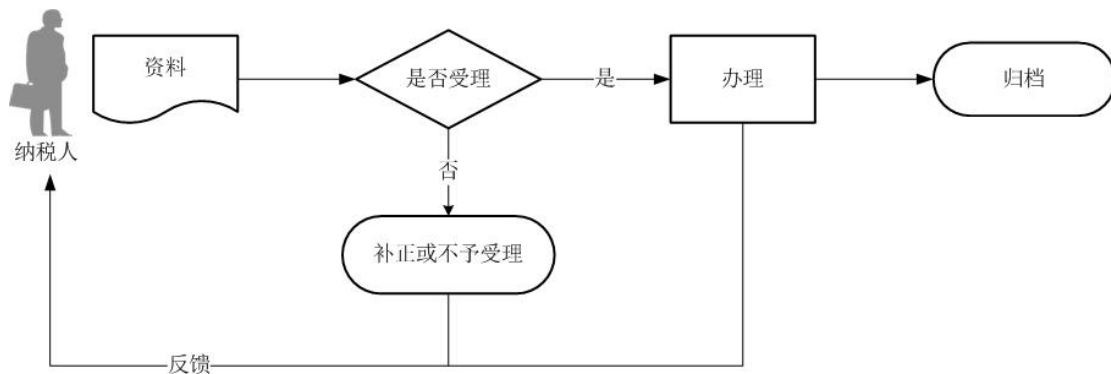 纳税人
资料
是否受理
是
办理
归档
否
补正或不予受理
反馈